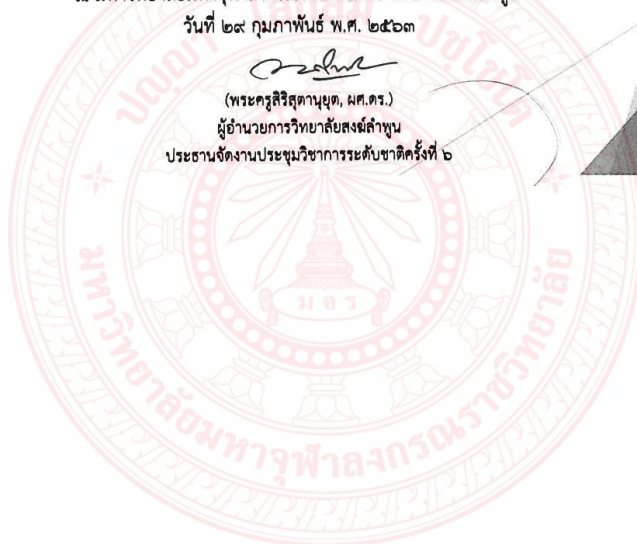 วันที่ ๒๙ กุมภาพันธ์ พ.ศ. ๒๕๖๓
(พระครูสิริสุตานุยุต, ผศ.ดร.)
ผู้อำนวยการวิทยาลัยสงฆ์ลำพูน
ประธานจัดงานประชุมวิชาการระดับชาติครั้งที่ ๖
ม จ ร
มหาวิทยาลัยมหาจุฬาลงกรณราชวิทยาลัย